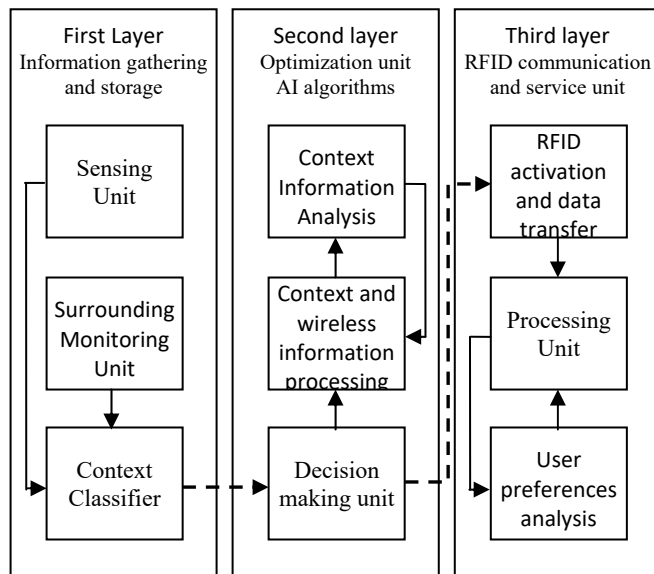 First Layer
Information gathering
and storage
Sensing
Unit
Surrounding
Monitoring
Unit
Context
Classifier
Second layer
Optimization unit
AI algorithms
Context
Information
Analysis
Context and
wireless
information
processing
Decision
making unit
Third layer
RFID communication
and service unit
RFID
activation
and data
transfer
Processing
Unit
User
preferences
analysis